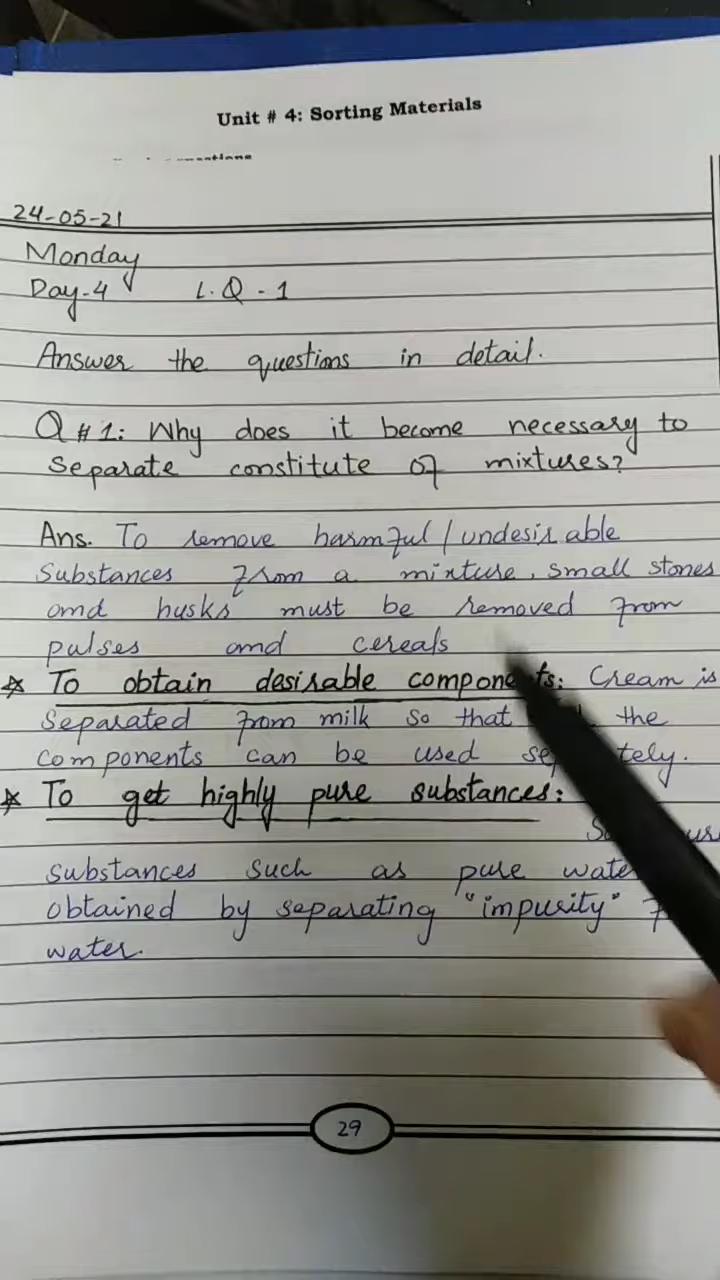 Unit # 4: Sorting Materials
24-05-21
Monday
Day-4 L.Q-1
Answer the questions in detail.
Q#1: Why does it become necessary to
separate constitute of mixtures?
Ans. To remove harmful/undesirable
substances from a mixture, small stones
and husks must be removed from
pulses and cereals
☆ To obtain desirable components: Cream is
separated from milk so that the
components can be used separately.
☆ To get highly pure substances:
substances such as pure water
obtained by separating "impurity"
water.
29